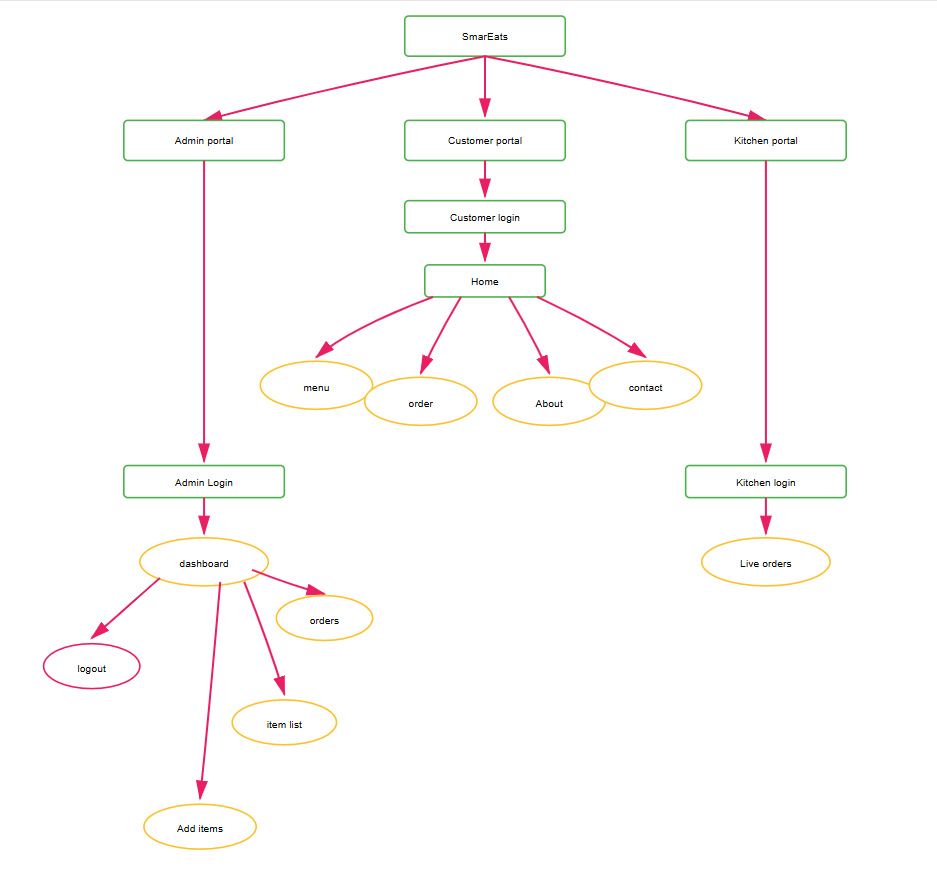 SmarEats
Admin portal
Customer portal
Kitchen portal
Customer login
Home
menu
order
About
contact
Admin Login
Kitchen login
dashboard
Live orders
orders
logout
item list
Add items